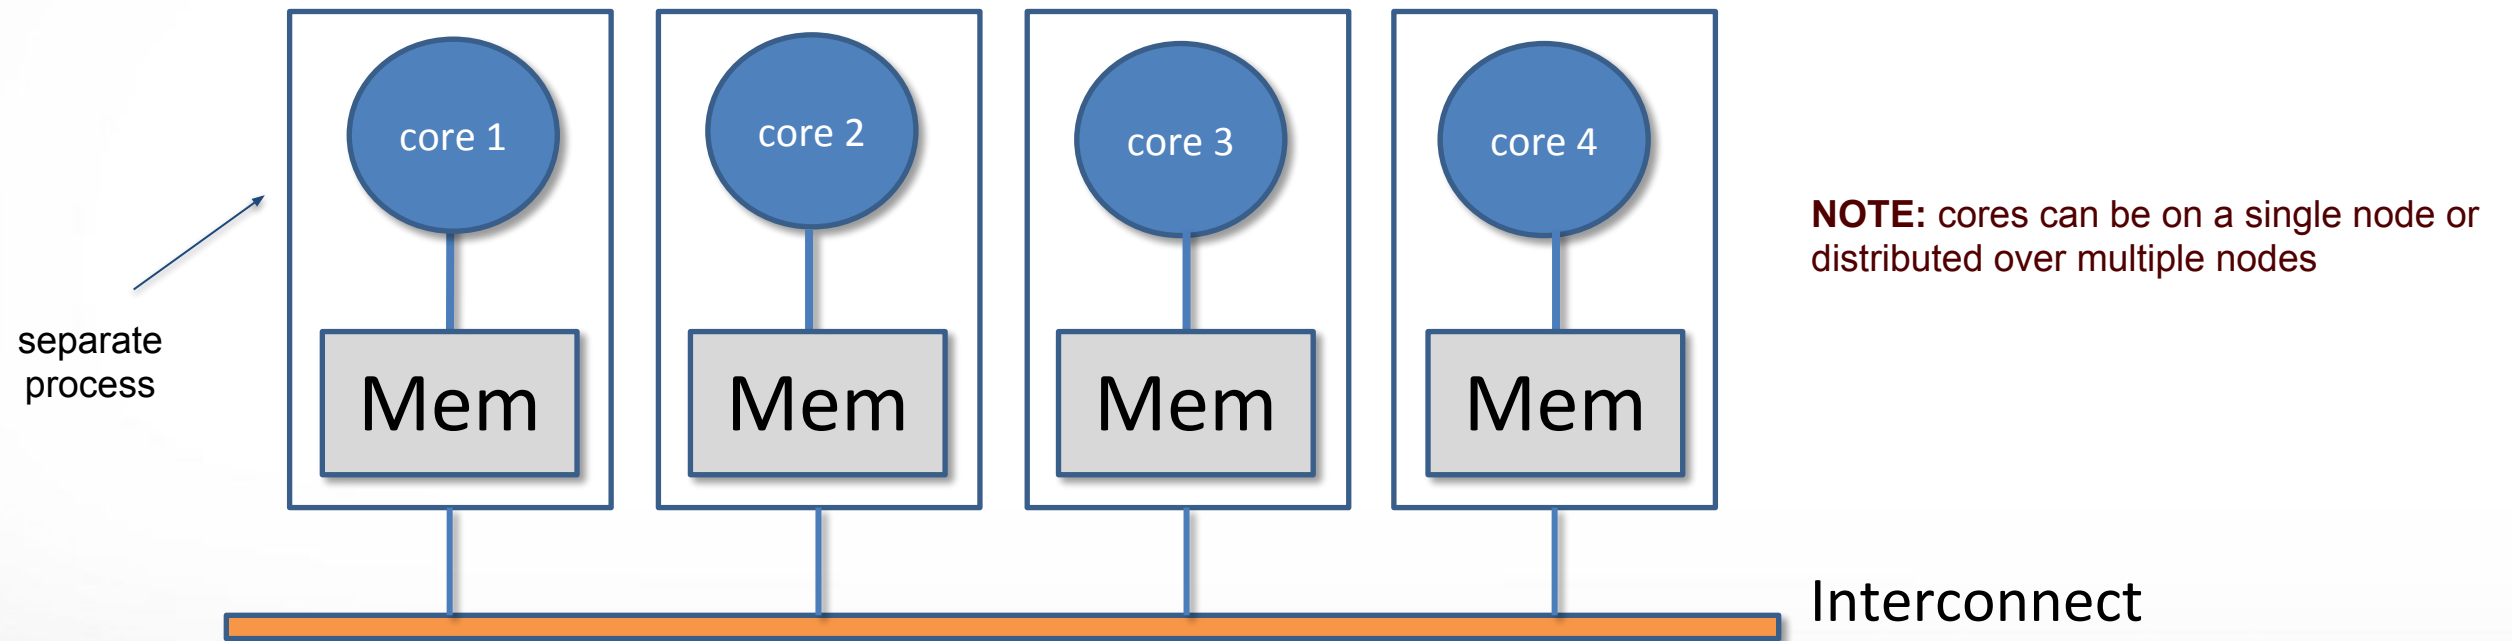 core 1
core 2
core 3
core 4
NOTE: cores can be on a single node or
distributed over multiple nodes
separate
process
Mem
Mem
Mem
Mem
Interconnect